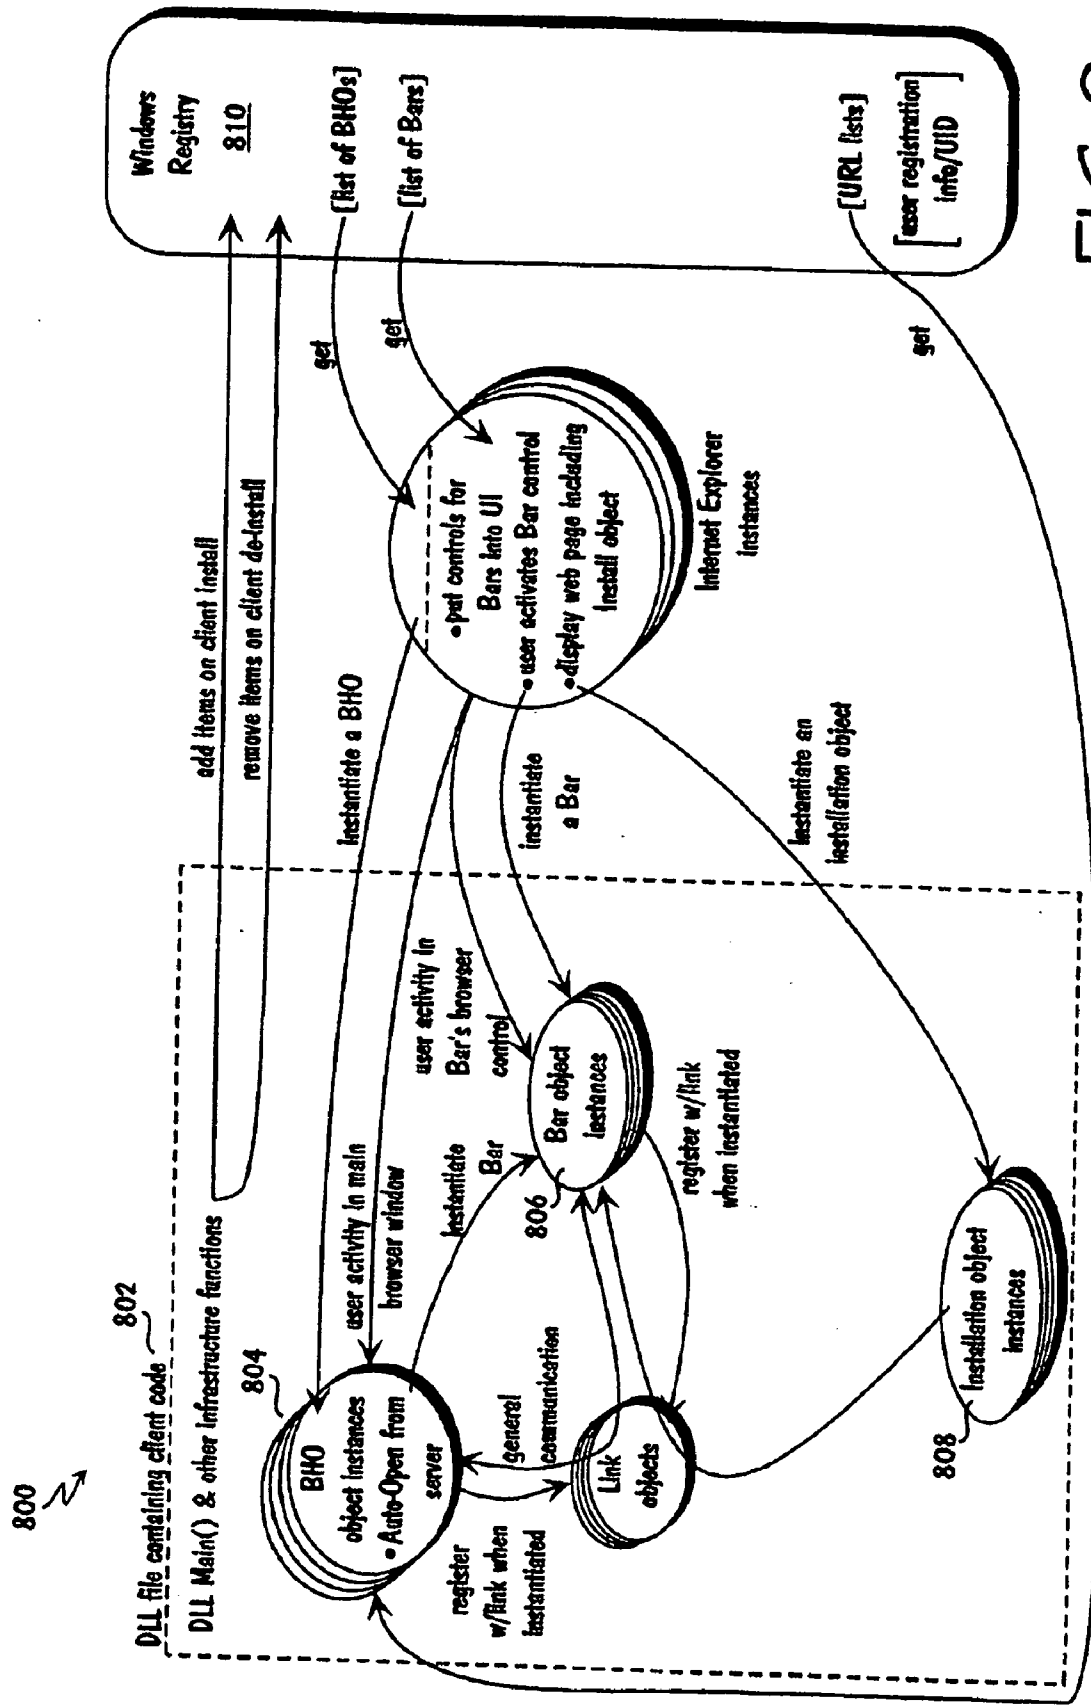 800
DLL file containing client code
802
DLL Main() & other infrastructure functions
add items on client install
remove items on client de-install
Windows
Registry
810
[list of BHOs]
[list of Bars]
[URL lists]
[user registration
info/UID]
get
get
get
804
BHO
object instances
• Auto-Open from
server
Instantiate a BHO
user activity in main
browser window
user activity in
Bar's browser
control
instantiate
a Bar
Instantiate
Bar
• put controls for
Bars into UI
• user activates Bar control
• display web page including
Install object
Internet Explorer
instances
806
Bar object
instances
register w/link
when instantiated
general
communication
register
w/link when
instantiated
Link
objects
Instantiate an
installation object
808
Installation object
instances